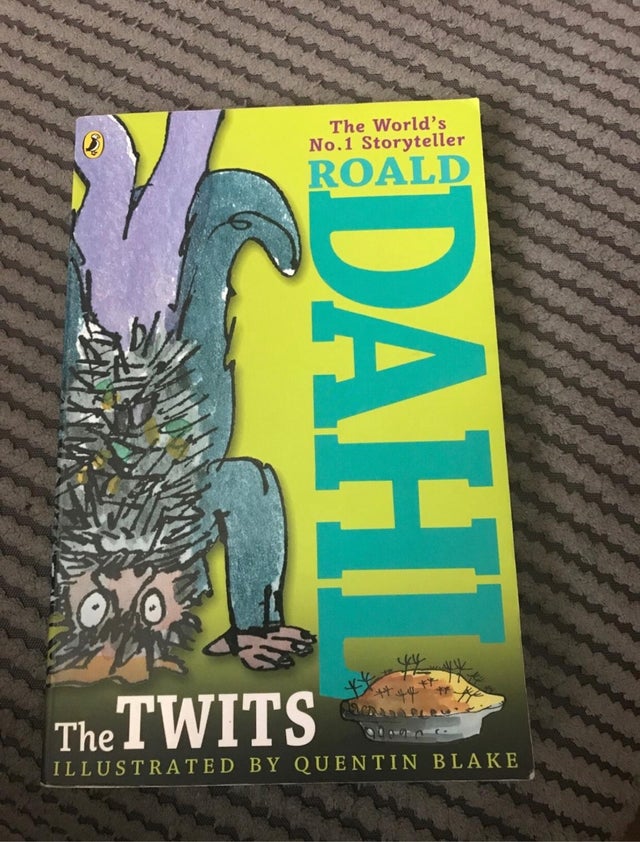 The World's
No.1 Storyteller
ROALD
DAHL
The TWITS
ILLUSTRATED BY QUENTIN BLAKE